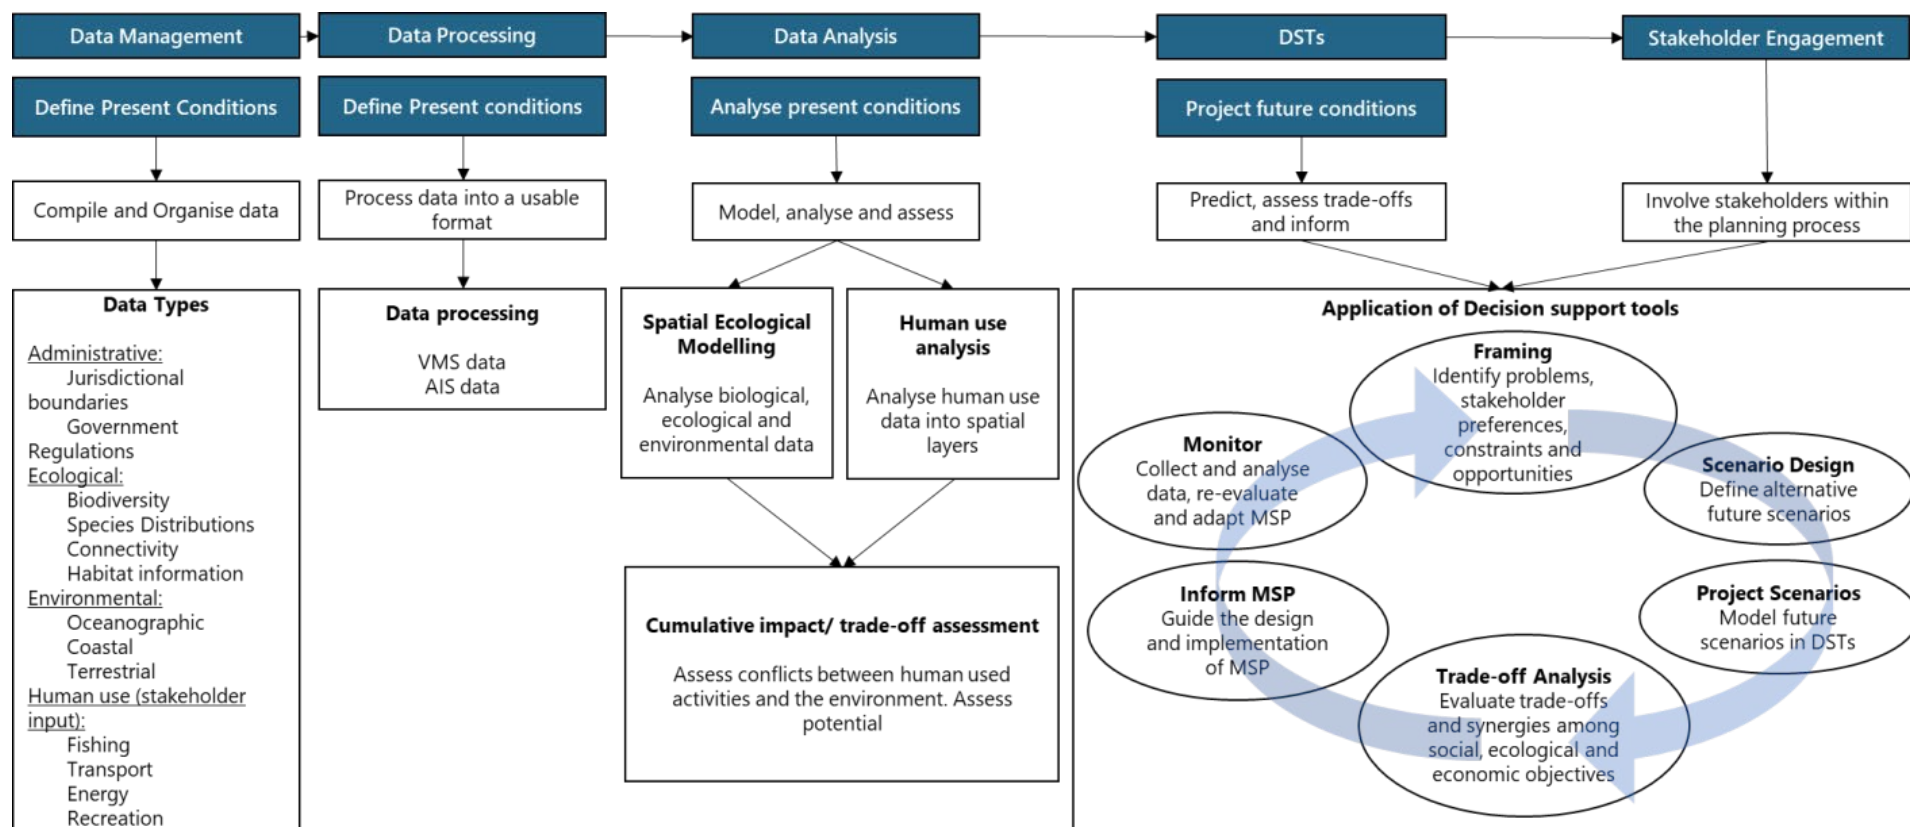 Data Management
Data Processing
Data Analysis
DSTs
Stakeholder Engagement
Define Present Conditions
Define Present conditions
Analyse present conditions
Project future conditions
Compile and Organise data
Process data into a usable
format
Model, analyse and assess
Predict, assess trade-offs
and inform
Involve stakeholders within
the planning process
Data Types
Administrative:
Jurisdictional
boundaries
Government
Regulations
Ecological:
Biodiversity
Species Distributions
Connectivity
Habitat information
Environmental:
Oceanographic
Coastal
Terrestrial
Human use (stakeholder
input):
Fishing
Transport
Energy
Recreation
Data processing
VMS data
AIS data
Spatial Ecological
Modelling
Analyse biological,
ecological and
environmental data
Human use
analysis
Analyse human use
data into spatial
layers
Cumulative impact/ trade-off assessment
Assess conflicts between human used
activities and the environment. Assess
potential
Application of Decision support tools
Framing
Identify problems,
stakeholder
preferences,
constraints and
opportunities
Scenario Design
Define alternative
future scenarios
Project Scenarios
Model future
scenarios in DSTs
Trade-off Analysis
Evaluate trade-offs
and synergies among
social, ecological and
economic objectives
Inform MSP
Guide the design
and implementation
of MSP
Monitor
Collect and analyse
data, re-evaluate
and adapt MSP